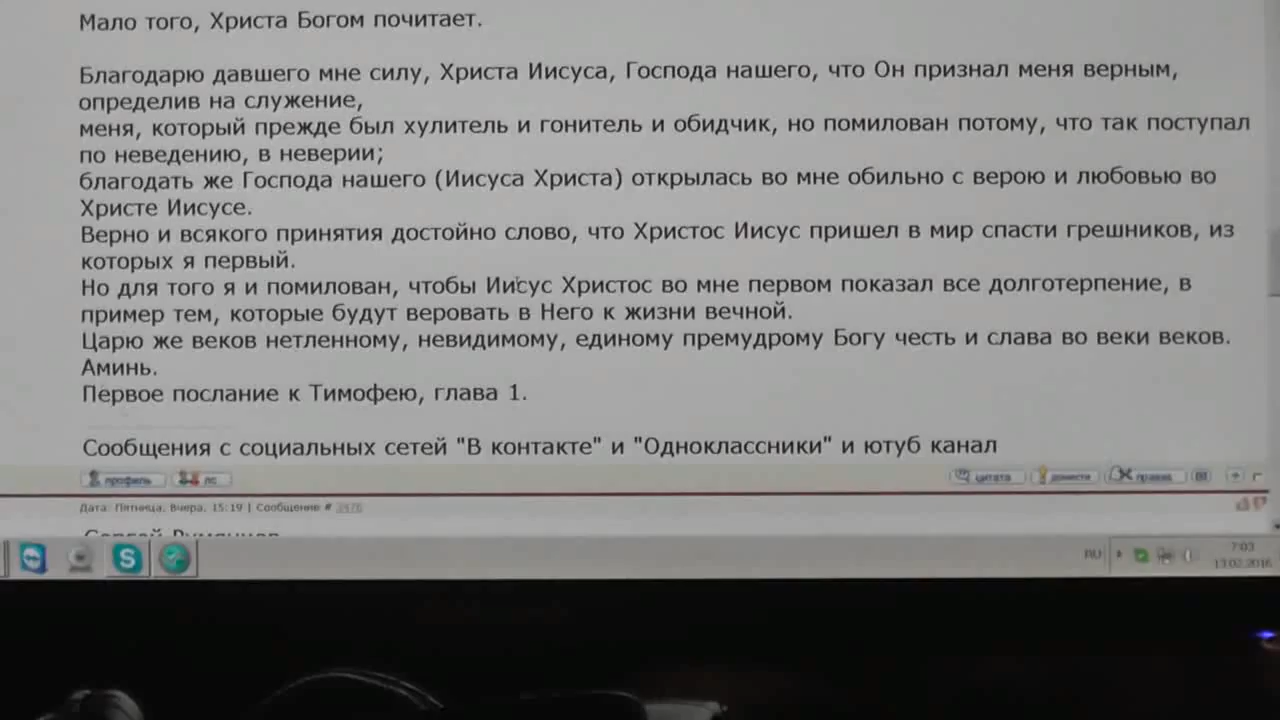 Мало того, Христа Богом почитает.
Благодарю давшего мне силу, Христа Иисуса, Господа нашего, что Он признал меня верным,
определив на служение,
меня, который прежде был хулитель и гонитель и обидчик, но помилован потому, что так поступал
по неведению, в неверии;
благодать же Господа нашего (Иисуса Христа) открылась во мне обильно с верою и любовью во
Христе Иисусе.
Верно и всякого принятия достойно слово, что Христос Иисус пришел в мир спасти грешников, из
которых я первый.
Но для того я и помилован, чтобы Иисус Христос во мне первом показал все долготерпение, в
пример тем, которые будут веровать в Него к жизни вечной.
Царю же веков нетленному, невидимому, единому премудрому Богу честь и слава во веки веков.
Аминь.
Первое послание к Тимофею, глава 1.
Сообщения с социальных сетей "В контакте" и "Одноклассники" и ютуб канал
профиль лс цитата правка
Дата: Пятница, Вчера, 15:19 | Сообщение #
S RU 7:03
13.02.2016